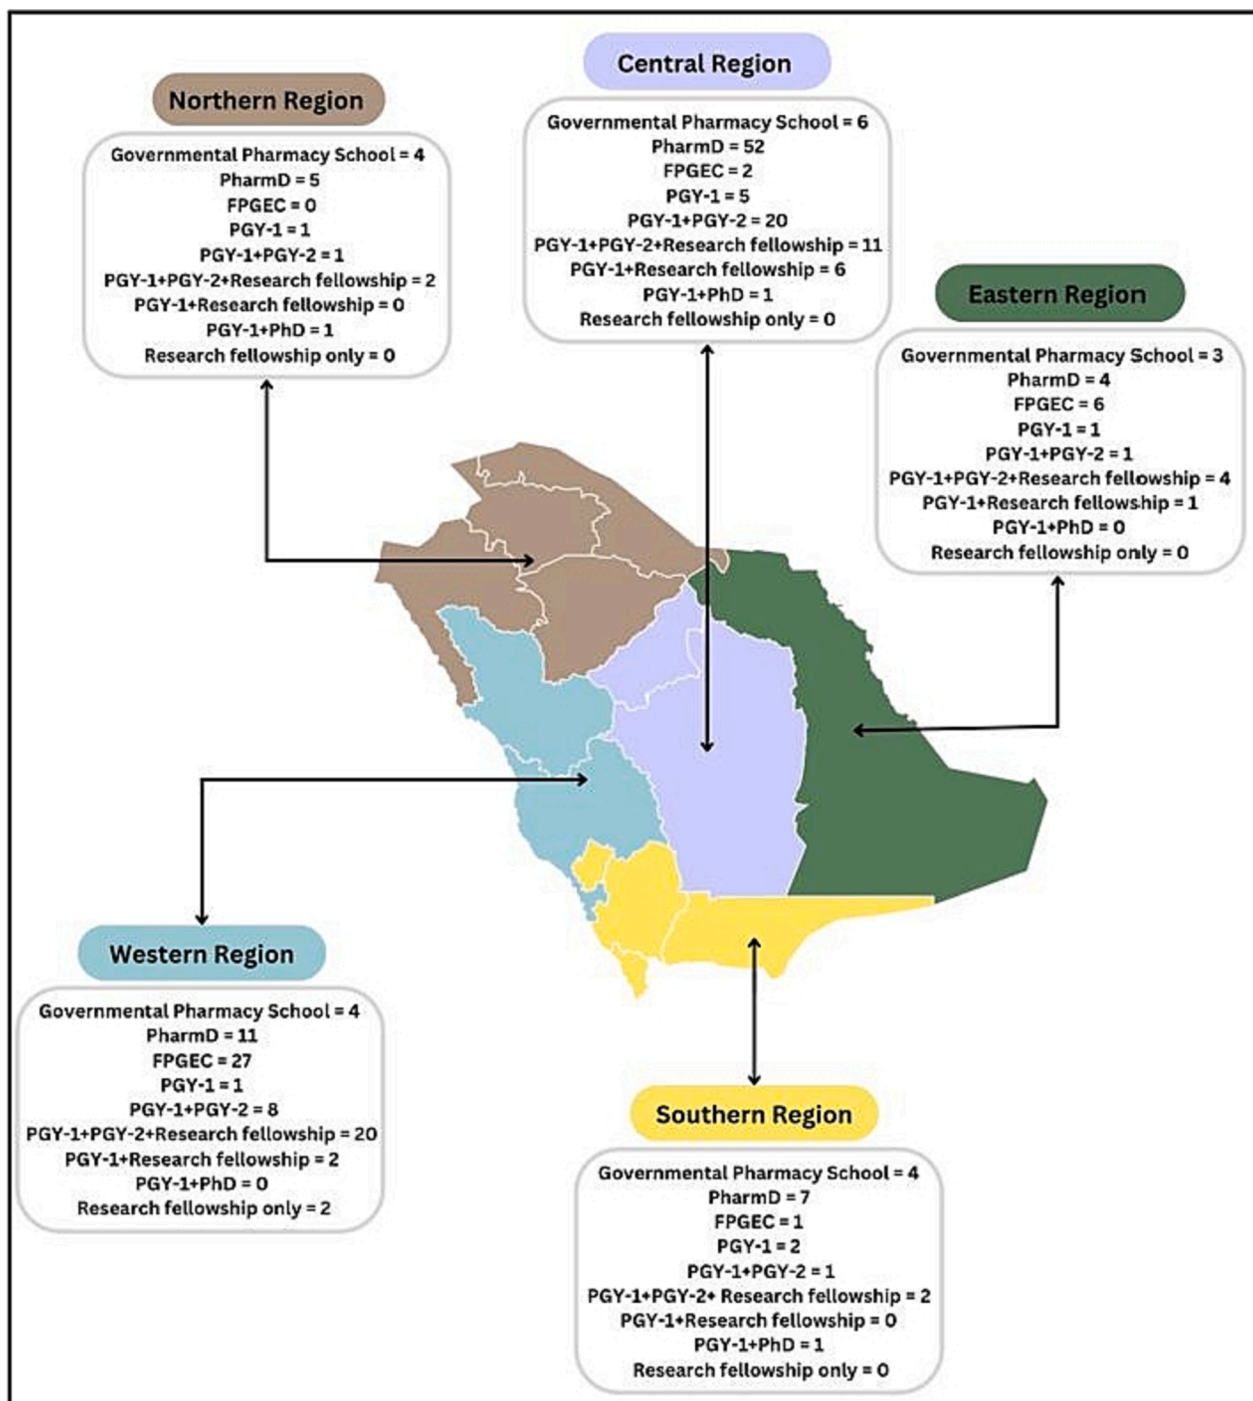 Northern Region
Governmental Pharmacy School = 4
PharmD = 5
FPGEC = 0
PGY-1 = 1
PGY-1+PGY-2 = 1
PGY-1+PGY-2+Research fellowship = 2
PGY-1+Research fellowship = 0
PGY-1+PhD = 1
Research fellowship only = 0
Central Region
Governmental Pharmacy School = 6
PharmD = 52
FPGEC = 2
PGY-1 = 5
PGY-1+PGY-2 = 20
PGY-1+PGY-2+Research fellowship = 11
PGY-1+Research fellowship = 6
PGY-1+PhD = 1
Research fellowship only = 0
Eastern Region
Governmental Pharmacy School = 3
PharmD = 4
FPGEC = 6
PGY-1 = 1
PGY-1+PGY-2 = 1
PGY-1+PGY-2+Research fellowship = 4
PGY-1+Research fellowship = 1
PGY-1+PhD = 0
Research fellowship only = 0
Western Region
Governmental Pharmacy School = 4
PharmD = 11
FPGEC = 27
PGY-1 = 1
PGY-1+PGY-2 = 8
PGY-1+PGY-2+Research fellowship = 20
PGY-1+Research fellowship = 2
PGY-1+PhD = 0
Research fellowship only = 2
Southern Region
Governmental Pharmacy School = 4
PharmD = 7
FPGEC = 1
PGY-1 = 2
PGY-1+PGY-2 = 1
PGY-1+PGY-2+ Research fellowship = 2
PGY-1+Research fellowship = 0
PGY-1+PhD = 1
Research fellowship only = 0